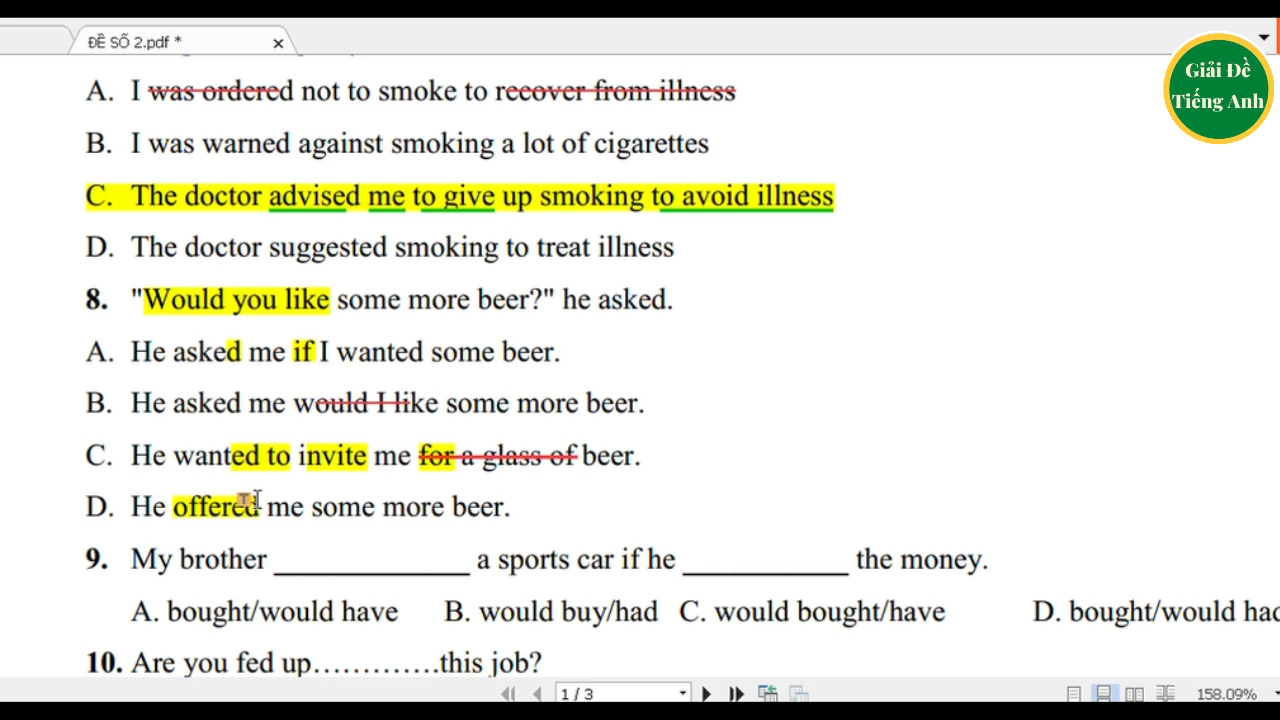 ĐỀ SỐ 2.pdf *
Giải Đề
Tiếng Anh
A. I was ordered not to smoke to recover from illness
B. I was warned against smoking a lot of cigarettes
C. The doctor advised me to give up smoking to avoid illness
D. The doctor suggested smoking to treat illness
8. "Would you like some more beer?" he asked.
A. He asked me if I wanted some beer.
B. He asked me would I like some more beer.
C. He wanted to invite me for a glass of beer.
D. He offered me some more beer.
9. My brother _____________ a sports car if he ___________ the money.
A. bought/would have B. would buy/had C. would bought/have D. bought/would had
10. Are you fed up………….this job?
1 / 3
158.09%